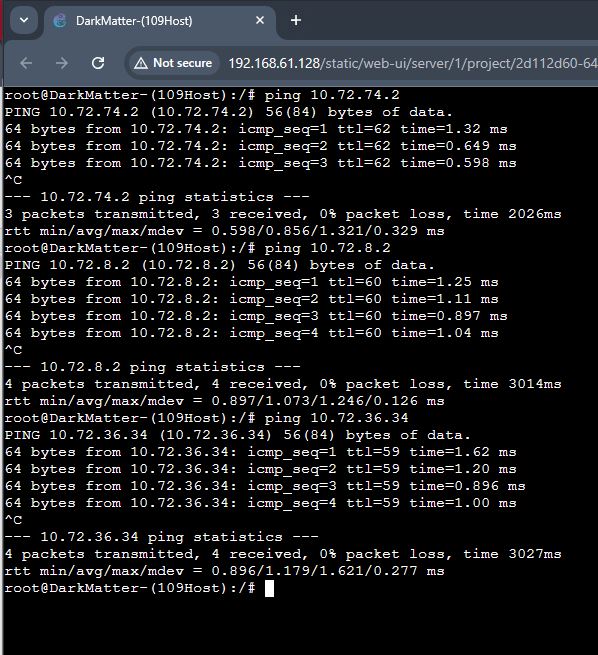 DarkMatter-(109Host)
Not secure
192.168.61.128/static/web-ui/server/1/project/2d112d60-64
root@DarkMatter-(109Host):/# ping 10.72.74.2
PING 10.72.74.2 (10.72.74.2) 56(84) bytes of data.
64 bytes from 10.72.74.2: icmp_seq=1 ttl=62 time=1.32 ms
64 bytes from 10.72.74.2: icmp_seq=2 ttl=62 time=0.649 ms
64 bytes from 10.72.74.2: icmp_seq=3 ttl=62 time=0.598 ms
^C
--- 10.72.74.2 ping statistics ---
3 packets transmitted, 3 received, 0% packet loss, time 2026ms
rtt min/avg/max/mdev = 0.598/0.856/1.321/0.329 ms
root@DarkMatter-(109Host):/# ping 10.72.8.2
PING 10.72.8.2 (10.72.8.2) 56(84) bytes of data.
64 bytes from 10.72.8.2: icmp_seq=1 ttl=60 time=1.25 ms
64 bytes from 10.72.8.2: icmp_seq=2 ttl=60 time=1.11 ms
64 bytes from 10.72.8.2: icmp_seq=3 ttl=60 time=0.897 ms
64 bytes from 10.72.8.2: icmp_seq=4 ttl=60 time=1.04 ms
^C
--- 10.72.8.2 ping statistics ---
4 packets transmitted, 4 received, 0% packet loss, time 3014ms
rtt min/avg/max/mdev = 0.897/1.073/1.246/0.126 ms
root@DarkMatter-(109Host):/# ping 10.72.36.34
PING 10.72.36.34 (10.72.36.34) 56(84) bytes of data.
64 bytes from 10.72.36.34: icmp_seq=1 ttl=59 time=1.62 ms
64 bytes from 10.72.36.34: icmp_seq=2 ttl=59 time=1.20 ms
64 bytes from 10.72.36.34: icmp_seq=3 ttl=59 time=0.896 ms
64 bytes from 10.72.36.34: icmp_seq=4 ttl=59 time=1.00 ms
^C
--- 10.72.36.34 ping statistics ---
4 packets transmitted, 4 received, 0% packet loss, time 3027ms
rtt min/avg/max/mdev = 0.896/1.179/1.621/0.277 ms
root@DarkMatter-(109Host):/#